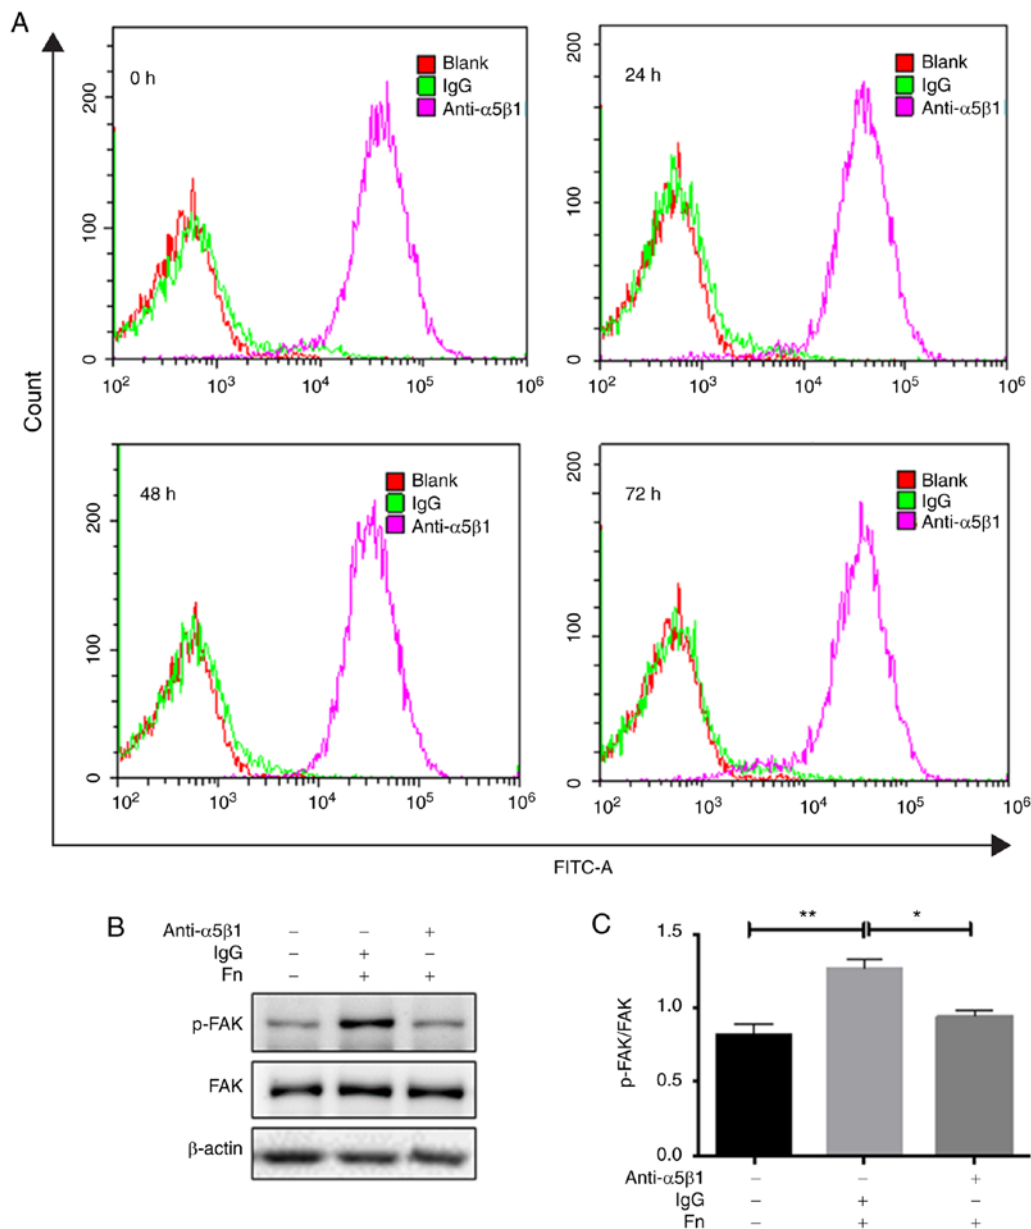 A
0 h
Blank
IgG
Anti-α5β1
200
100
0
10² 10³ 10⁴ 10⁵ 10⁶
24 h
Blank
IgG
Anti-α5β1
200
100
0
10² 10³ 10⁴ 10⁵ 10⁶
Count
48 h
Blank
IgG
Anti-α5β1
200
100
0
10² 10³ 10⁴ 10⁵ 10⁶
72 h
Blank
IgG
Anti-α5β1
200
100
0
10² 10³ 10⁴ 10⁵ 10⁶
FITC-A
B
Anti-α5β1 – – +
IgG – + –
Fn – + +
p-FAK
FAK
β-actin
C
** *
p-FAK/FAK
1.5
1.0
0.5
0.0
Anti-α5β1 – – +
IgG – + –
Fn – + +